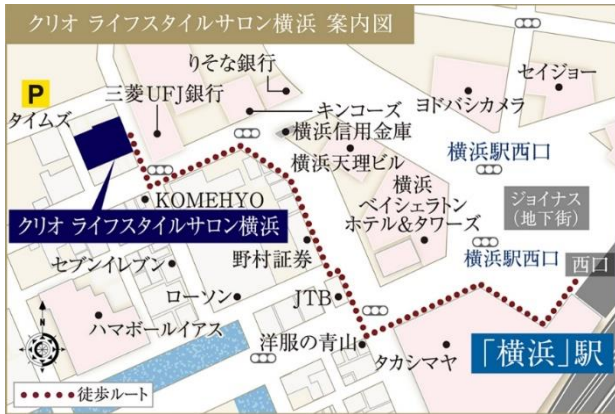 クリオ ライフスタイルサロン横浜 案内図
りそな銀行
セイジョー
P
タイムズ
三菱UFJ銀行
キンコーズ
ヨドバシカメラ
横浜信用金庫
横浜天理ビル
横浜駅西口
KOMEHYO
横浜
ベイシェラトン
ホテル&タワーズ
ジョイナス
(地下街)
クリオ ライフスタイルサロン横浜
セブンイレブン
野村証券
横浜駅西口
西口
ローソン
JTB
ハマボールイアス
洋服の青山
タカシマヤ
「横浜」駅
N
徒歩ルート